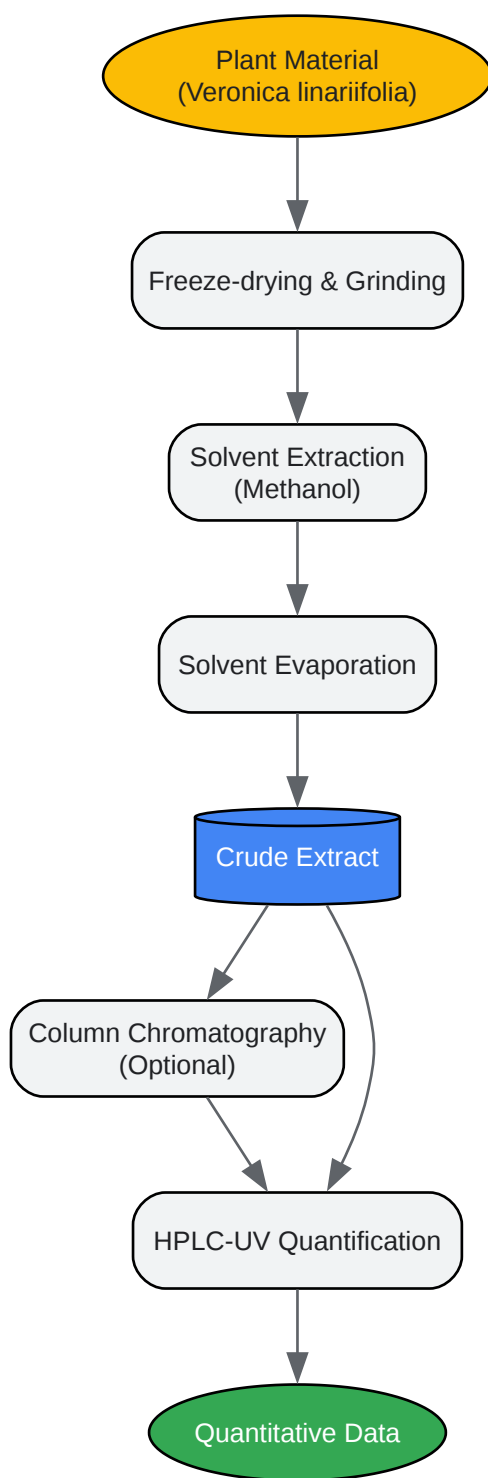 Plant Material
(Veronica linariifolia)
Freeze-drying & Grinding
Solvent Extraction
(Methanol)
Solvent Evaporation
Crude Extract
Column Chromatography
(Optional)
HPLC-UV Quantification
Quantitative Data